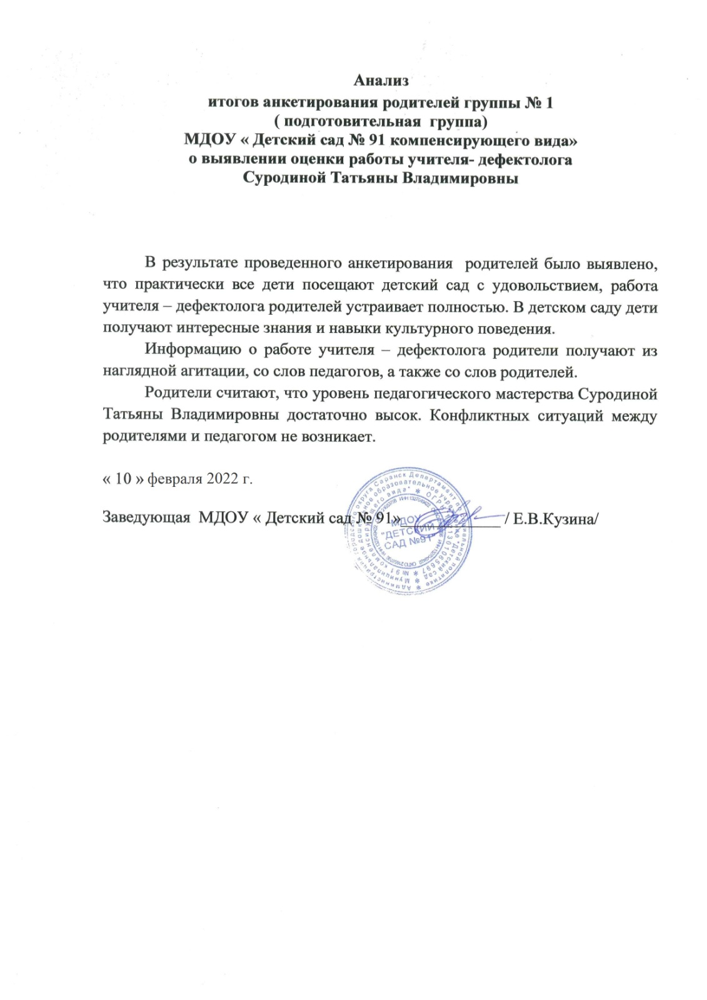 Анализ
итогов анкетирования родителей группы № 1
( подготовительная группа)
МДОУ « Детский сад № 91 компенсирующего вида»
о выявлении оценки работы учителя- дефектолога
Суродиной Татьяны Владимировны
В результате проведенного анкетирования родителей было выявлено,
что практически все дети посещают детский сад с удовольствием, работа
учителя – дефектолога родителей устраивает полностью. В детском саду дети
получают интересные знания и навыки культурного поведения.
Информацию о работе учителя – дефектолога родители получают из
наглядной агитации, со слов педагогов, а также со слов родителей.
Родители считают, что уровень педагогического мастерства Суродиной
Татьяны Владимировны достаточно высок. Конфликтных ситуаций между
родителями и педагогом не возникает.
« 10 » февраля 2022 г.
Заведующая МДОУ « Детский сад № 91» / Е.В.Кузина/
МДОУ
"ДЕТСКИЙ
САД №91"